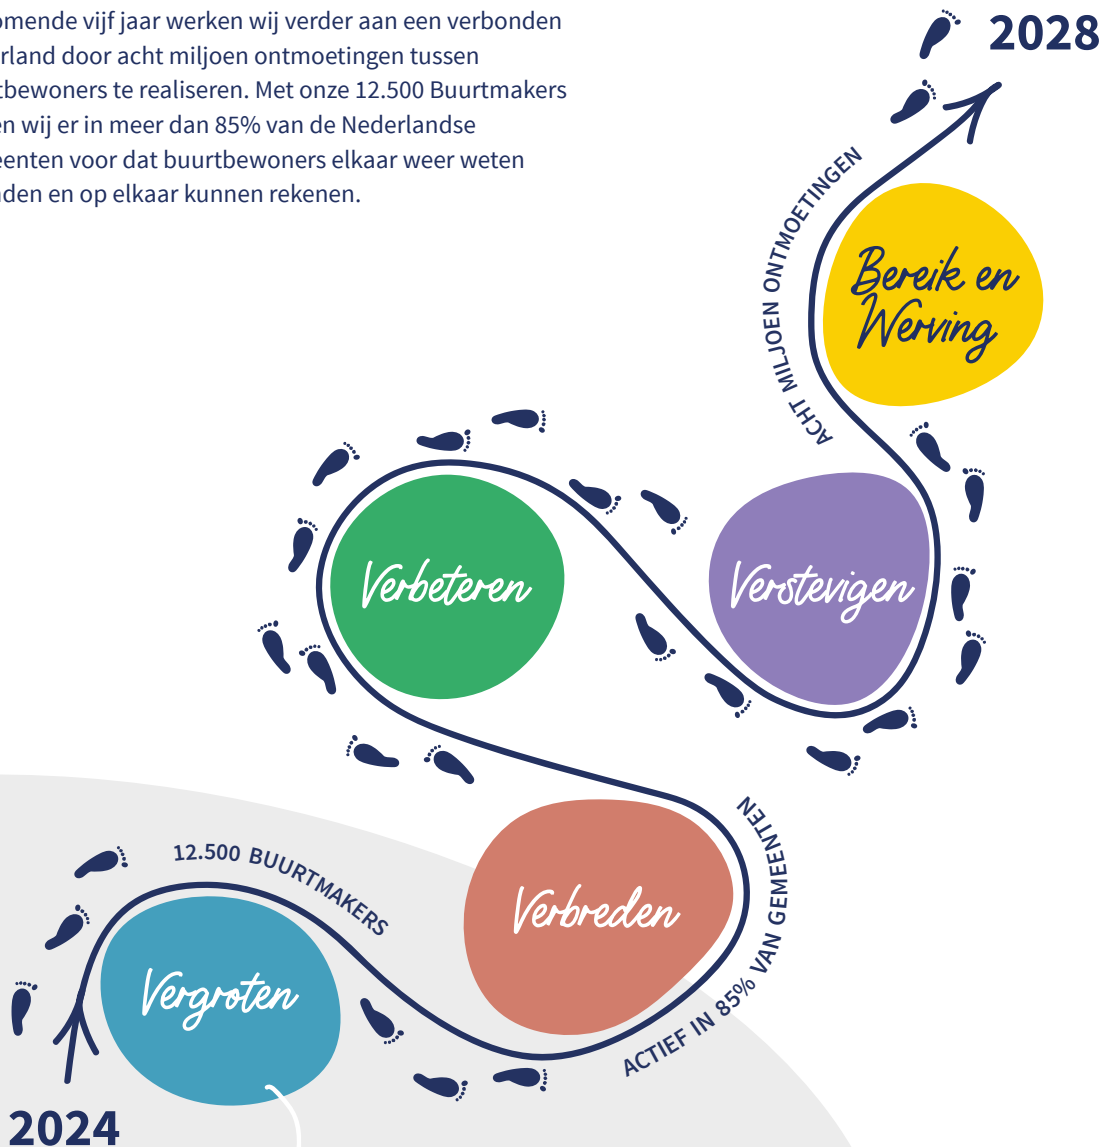 omende vijf jaar werken wij verder aan een verbonden
erland door acht miljoen ontmoetingen tussen
tbewoners te realiseren. Met onze 12.500 Buurtmakers
en wij er in meer dan 85% van de Nederlandse
eenten voor dat buurtbewoners elkaar weer weten
nden en op elkaar kunnen rekenen.
2028
ACHT MILJOEN ONTMOETINGEN
Bereik en
Werving
Verbeteren
Verstevigen
12.500 BUURTMAKERS
Verbreden
ACTIEF IN 85% VAN GEMEENTEN
Vergroten
2024